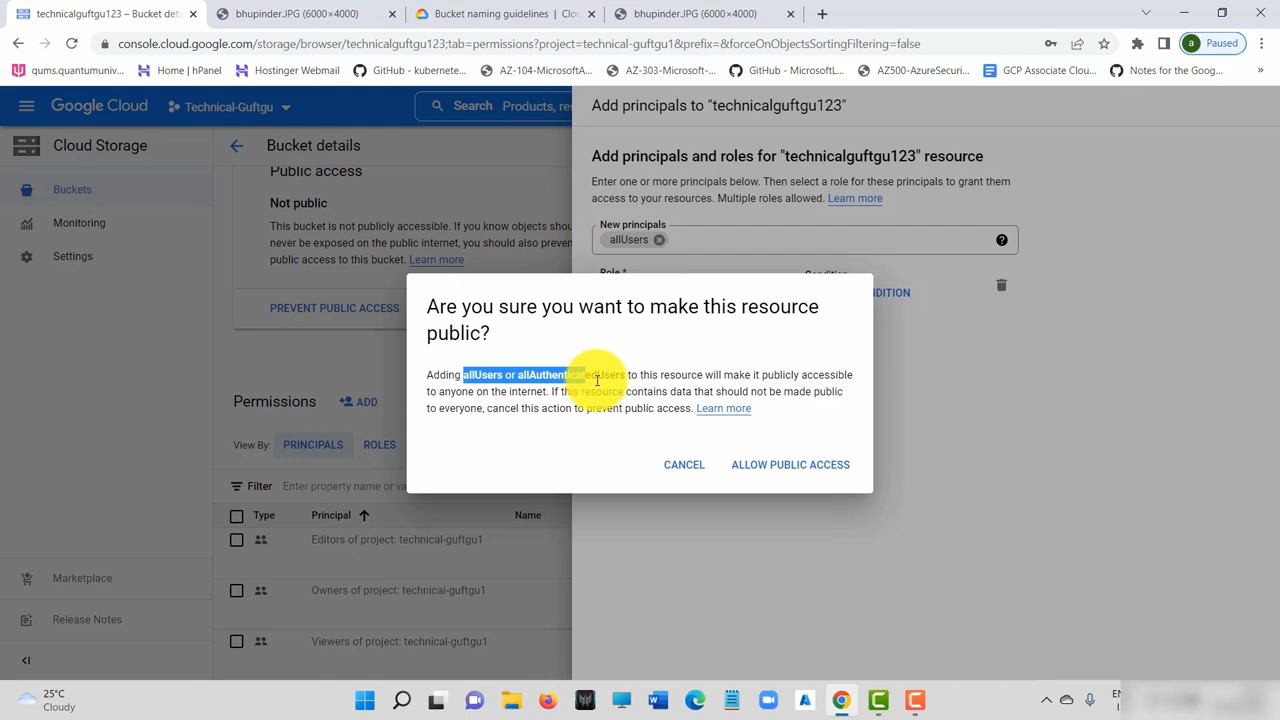 technicalguftgu123 – Bucket deta
bhupinder.JPG (6000×4000)
Bucket naming guidelines | Clou
bhupinder.JPG (6000×4000)
console.cloud.google.com/storage/browser/technicalguftgu123;tab=permissions?project=technical-guftgu1&prefix=&forceOnObjectsSortingFiltering=false
a
Paused
qums.quantumuniv...
Home | hPanel
Hostinger Webmail
GitHub - kubernete...
AZ-104-MicrosoftA...
AZ-303-Microsoft-...
GitHub - MicrosoftL...
AZ500-AzureSecuri...
GCP Associate Clou...
Notes for the Goog...
»
Google Cloud
Technical-Guftgu
Search Products, res
Cloud Storage
Buckets
Monitoring
Settings
Marketplace
Release Notes
Bucket details
Public access
Not public
This bucket is not publicly accessible. If you know objects shou
never be exposed on the public internet, you should also preven
public access to this bucket. Learn more
PREVENT PUBLIC ACCESS
Permissions
ADD
View By:
PRINCIPALS
ROLES
Filter Enter property name or va
Type Principal Name
Editors of project: technical-guftgu1
Owners of project: technical-guftgu1
Viewers of project: technical-guftgu1
Add principals to "technicalguftgu123"
Add principals and roles for "technicalguftgu123" resource
Enter one or more principals below. Then select a role for these principals to grant them
access to your resources. Multiple roles allowed. Learn more
New principals
allUsers
Role * Condition
NDITION
Are you sure you want to make this resource
public?
Adding allUsers or allAuthenticatedUsers to this resource will make it publicly accessible
to anyone on the internet. If this resource contains data that should not be made public
to everyone, cancel this action to prevent public access. Learn more
CANCEL
ALLOW PUBLIC ACCESS
25°C
Cloudy